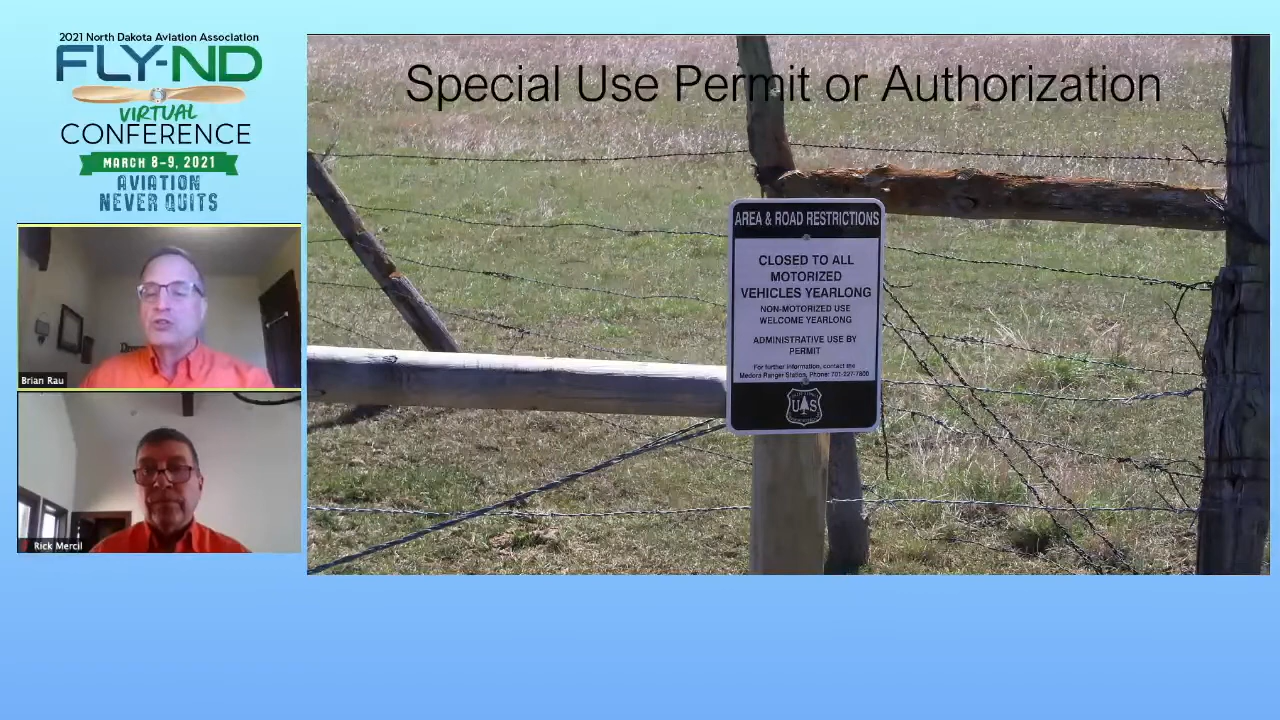 2021 North Dakota Aviation Association
FLY-ND
VIRTUAL
CONFERENCE
MARCH 8-9, 2021
AVIATION
NEVER QUITS
Brian Rau
Rick Mercil
Special Use Permit or Authorization
AREA & ROAD RESTRICTIONS
CLOSED TO ALL
MOTORIZED
VEHICLES YEARLONG
NON-MOTORIZED USE
WELCOME YEARLONG
ADMINISTRATIVE USE BY
PERMIT
For further information, contact the
Medora Ranger Station, Phone: 701-227-7800
US